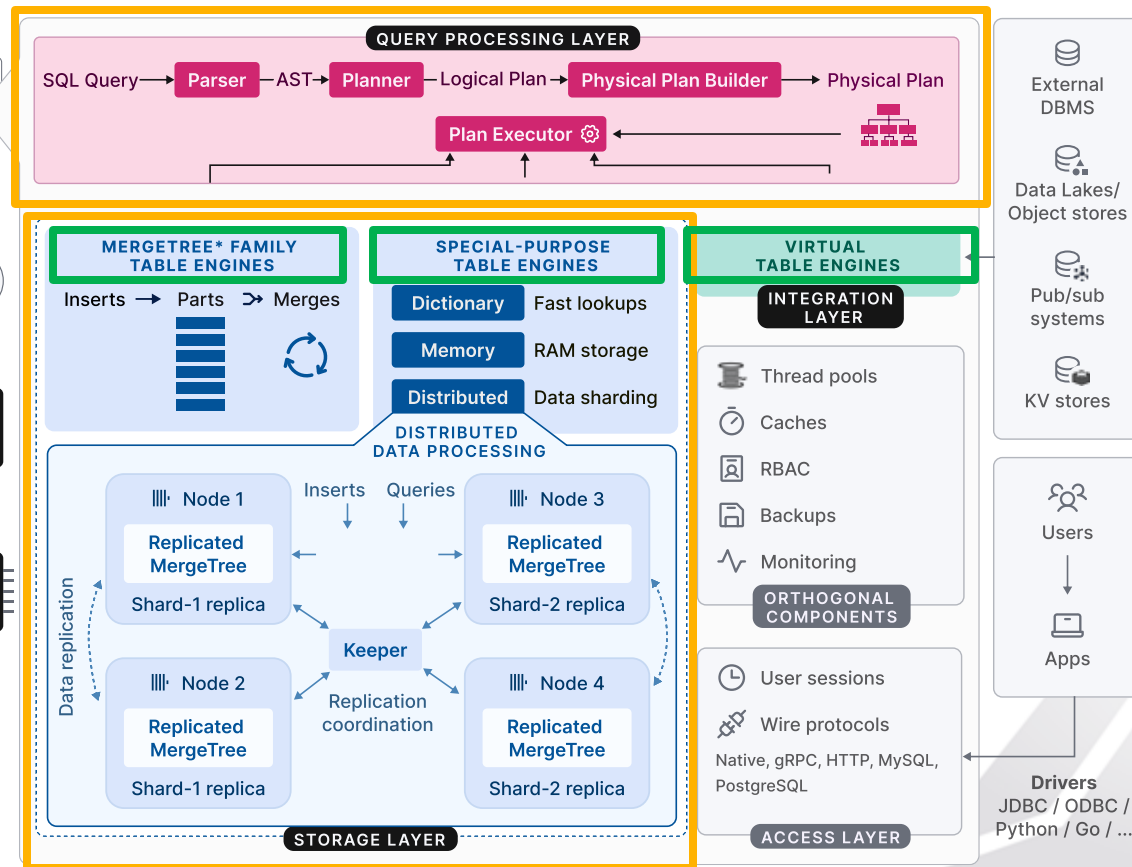 QUERY PROCESSING LAYER
SQL Query
Parser
AST
Planner
Logical Plan
Physical Plan Builder
Physical Plan
Plan Executor
External
DBMS
Data Lakes/
Object stores
Pub/sub
systems
KV stores
MERGETREE* FAMILY
TABLE ENGINES
Inserts
Parts
Merges
SPECIAL-PURPOSE
TABLE ENGINES
Dictionary
Fast lookups
Memory
RAM storage
Distributed
Data sharding
VIRTUAL
TABLE ENGINES
INTEGRATION
LAYER
DISTRIBUTED
DATA PROCESSING
Node 1
Replicated
MergeTree
Shard-1 replica
Inserts
Queries
Node 3
Replicated
MergeTree
Shard-2 replica
Data replication
Keeper
Replication
coordination
Node 2
Replicated
MergeTree
Shard-1 replica
Node 4
Replicated
MergeTree
Shard-2 replica
STORAGE LAYER
Thread pools
Caches
RBAC
Backups
Monitoring
ORTHOGONAL
COMPONENTS
User sessions
Wire protocols
Native, gRPC, HTTP, MySQL,
PostgreSQL
ACCESS LAYER
Users
Apps
Drivers
JDBC / ODBC /
Python / Go / ...